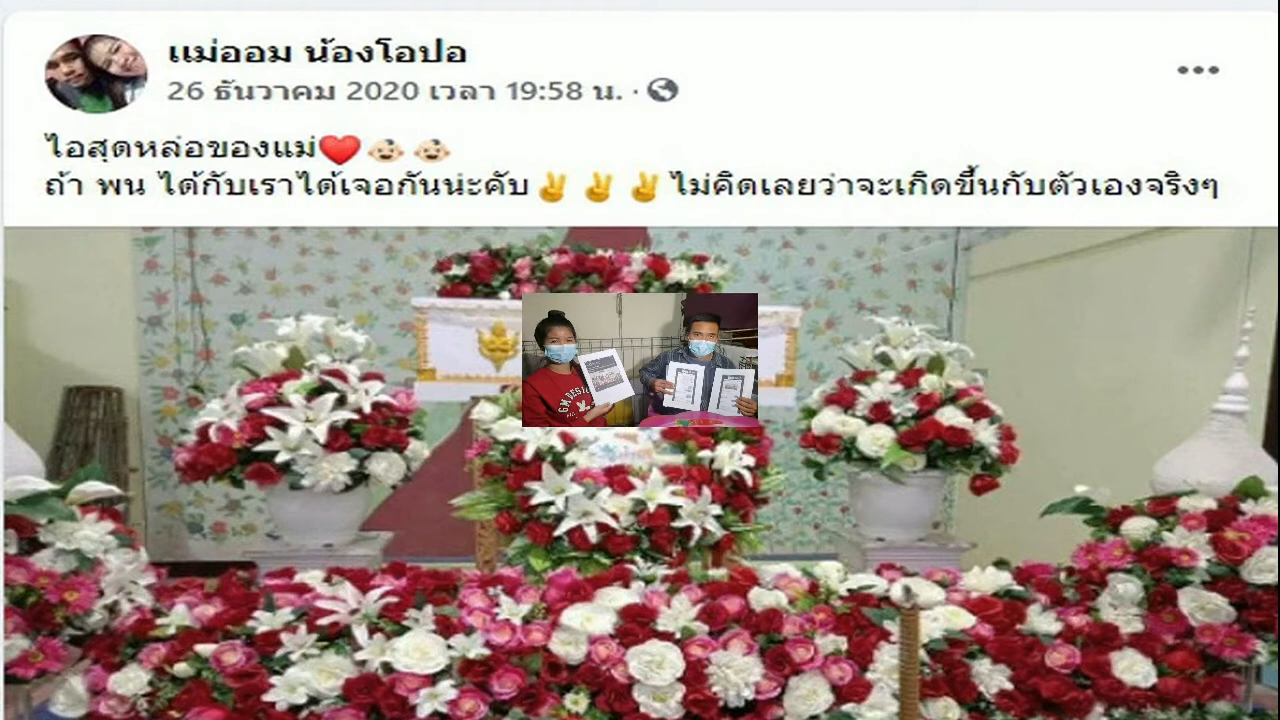 แม่ออม น้องโอปอ
26 ธันวาคม 2020 เวลา 19:58 น.
ไอสุดหล่อของแม่❤️👶🏻👶🏻
ถ้า พน ได้กับเราได้เจอกันน่ะคับ✌️✌️✌️ไม่คิดเลยว่าจะเกิดขึ้นกับตัวเองจริงๆ